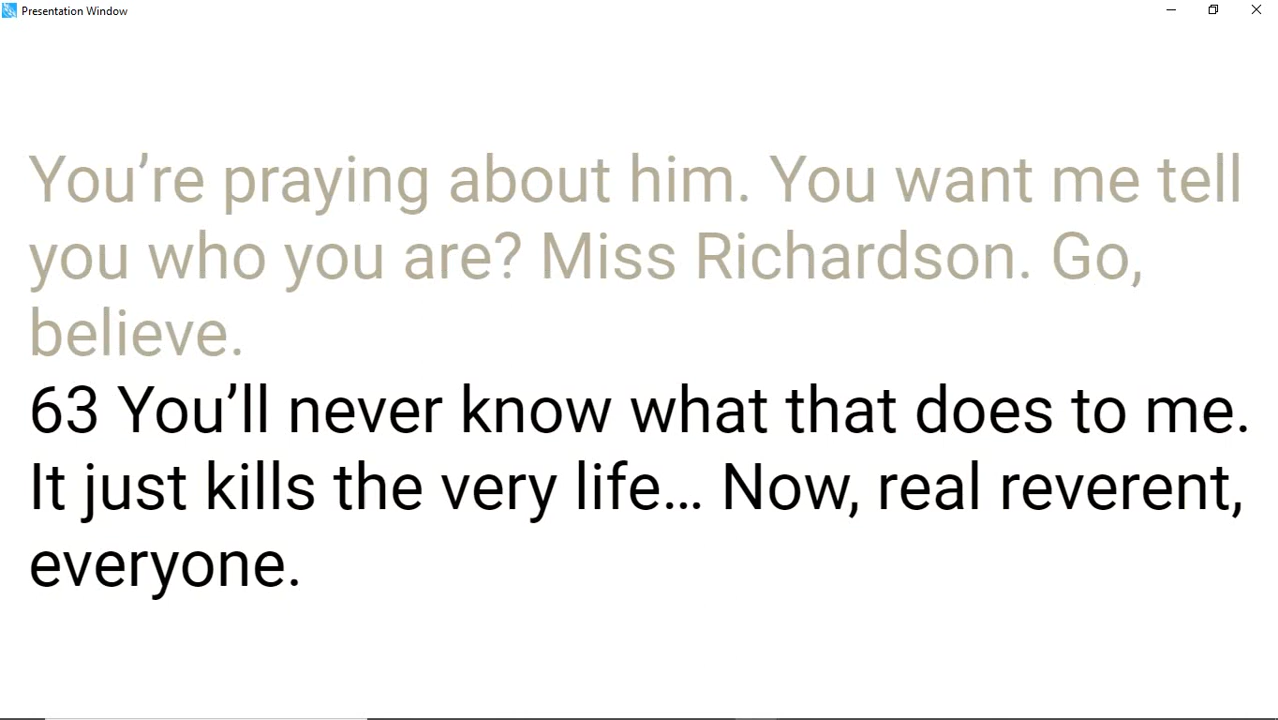 Presentation Window
You’re praying about him. You want me tell
you who you are? Miss Richardson. Go,
believe.
63 You’ll never know what that does to me.
It just kills the very life… Now, real reverent,
everyone.